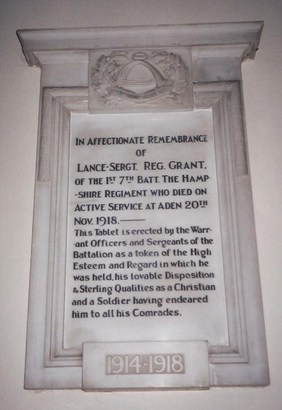 IN AFFECTIONATE REMEMBRANCE
OF
LANCE-SERGT. REG. GRANT.
OF THE 1ST 7TH BATT. THE HAMP-
-SHIRE REGIMENT WHO DIED ON
ACTIVE SERVICE AT ADEN 20TH
NOV. 1918.——
This Tablet is erected by the Warr-
-ant Officers and Sergeants of the
Battalion as a token of the High
Esteem and Regard in which he
was held, his lovable Disposition
& Sterling Qualities as a Christian
and a Soldier having endeared
him to all his Comrades.
1914-1918